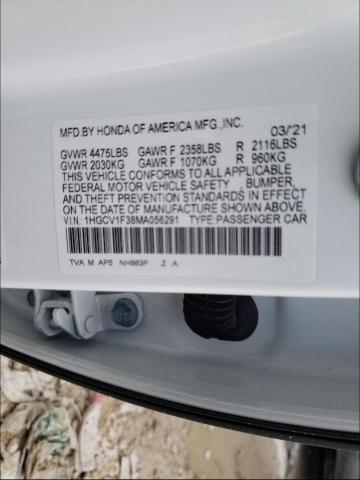 MFD.BY HONDA OF AMERICA MFG.,INC. 03/'21
GVWR 4475LBS GAWR F 2358LBS R 2116LBS
GVWR 2030KG GAWR F 1070KG R 960KG
THIS VEHICLE CONFORMS TO ALL APPLICABLE
FEDERAL MOTOR VEHICLE SAFETY , BUMPER,
AND THEFT PREVENTION STANDARDS IN EFFECT
ON THE DATE OF MANUFACTURE SHOWN ABOVE.
VIN: 1HGCV1F38MA056291 TYPE:PASSENGER CAR
TVA M AP5 NH883P Z A